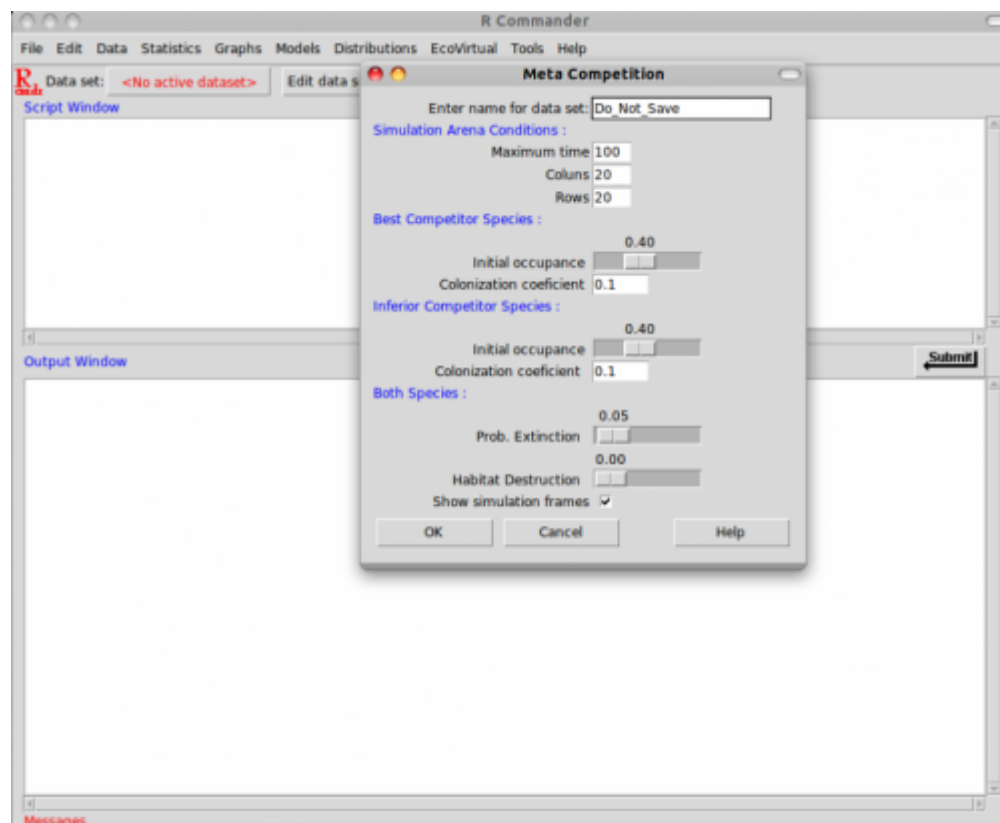 R Commander
File Edit Data Statistics Graphs Models Distributions EcoVirtual Tools Help
R Data set: <No active dataset> Edit data s
Script Window
Meta Competition
Enter name for data set: Do_Not_Save
Simulation Arena Conditions :
Maximum time 100
Coluns 20
Rows 20
Best Competitor Species :
0.40
Initial occupance
Colonization coeficient 0.1
Inferior Competitor Species :
0.40
Initial occupance
Colonization coeficient 0.1
Both Species :
0.05
Prob. Extinction
0.00
Habitat Destruction
Show simulation frames
OK Cancel Help
Output Window
Submit
Messages